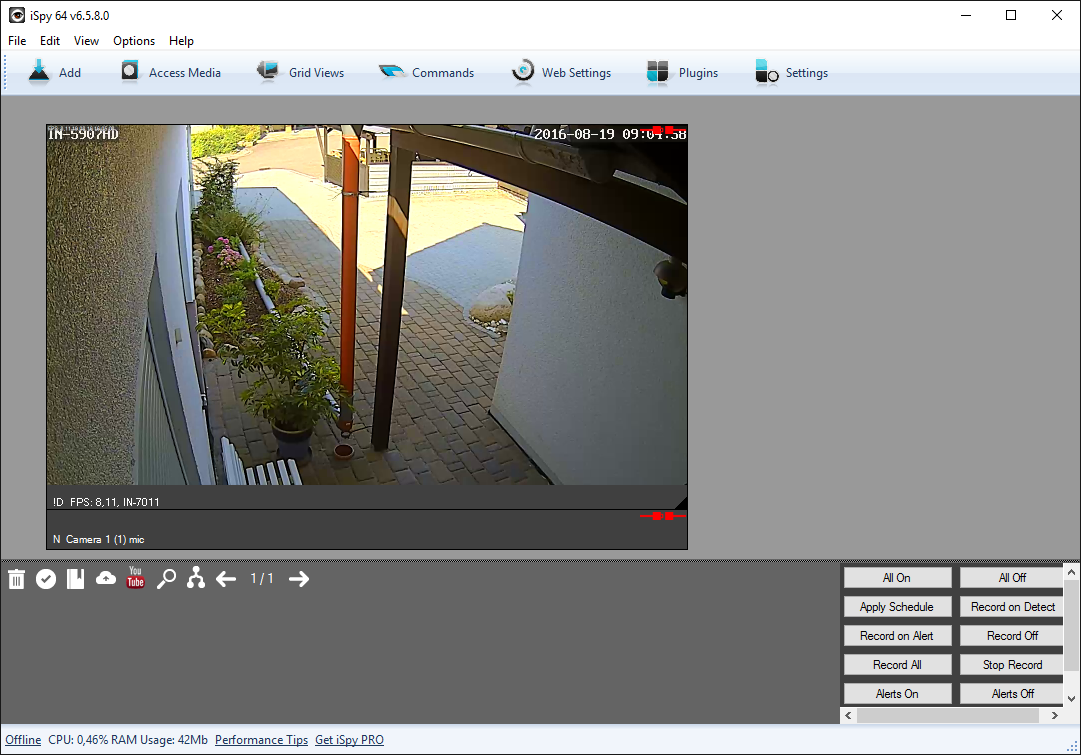 iSpy 64 v6.5.8.0
File Edit View Options Help
Add Access Media Grid Views Commands Web Settings Plugins Settings
IN-5907HD 2016-08-19 09:04:38
!D FPS: 8,11, IN-7011
N Camera 1 (1) mic
You
Tube
1 / 1
All On All Off
Apply Schedule Record on Detect
Record on Alert Record Off
Record All Stop Record
Alerts On Alerts Off
Offline CPU: 0,46% RAM Usage: 42Mb Performance Tips Get iSpy PRO